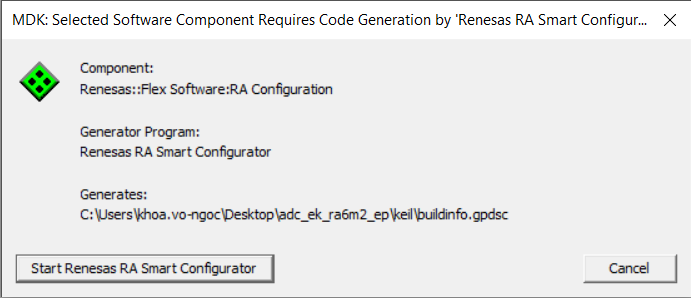 MDK: Selected Software Component Requires Code Generation by 'Renesas RA Smart Configur...
Component:
Renesas::Flex Software:RA Configuration
Generator Program:
Renesas RA Smart Configurator
Generates:
C:\Users\khoa.vo-ngoc\Desktop\adc_ek_ra6m2_ep\keil\buildinfo.gpdsc
Start Renesas RA Smart Configurator
Cancel